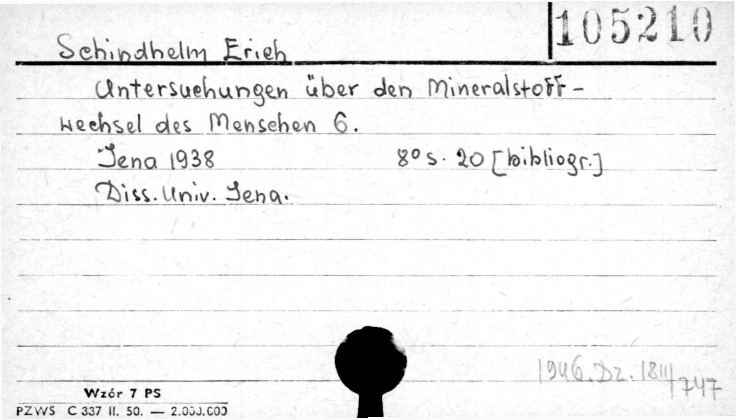 105210
Schindhelm Erich
Untersuchungen über den Mineralstoff-
wechsel des Menschen 6.
Jena 1938 8° s. 20 [bibliogr.]
Diss. Univ. Jena.
1946. Dz. 
747
Wzór 7 PS
PZWS C 337 II. 50. — 2.000.000